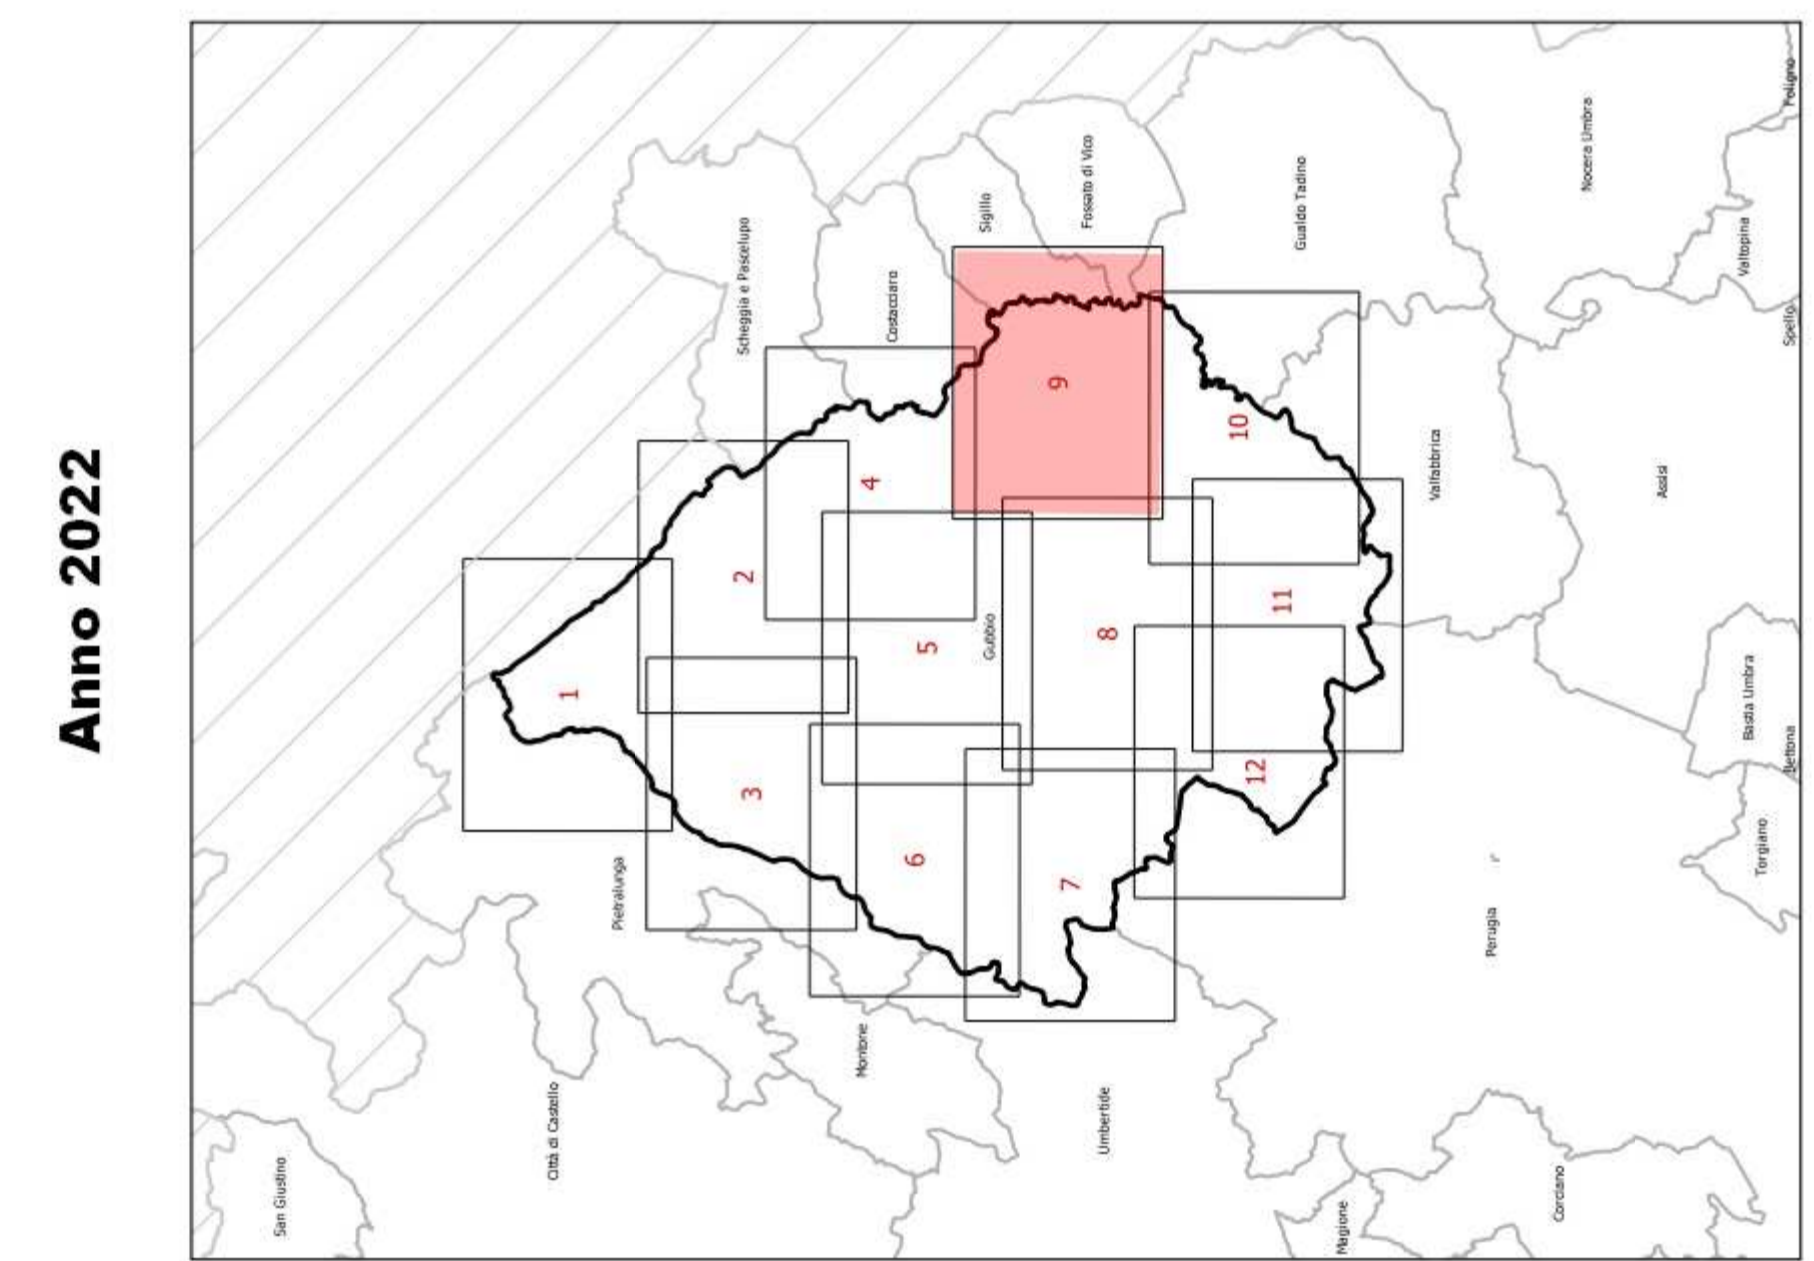 Anno 2022
San Giustino
Città di Castello
Pietralunga
Montone
Umbertide
Magione
Corciano
Perugia
Torgiano
Bettona
Bastia Umbra
Assisi
Valfabbrica
Gubbio
Scheggia e Pascelupo
Costacciaro
Sigillo
Fossato di Vico
Gualdo Tadino
Nocera Umbra
Valtopina
Spello
Foligno
1
2
3
4
5
6
7
8
9
10
11
12